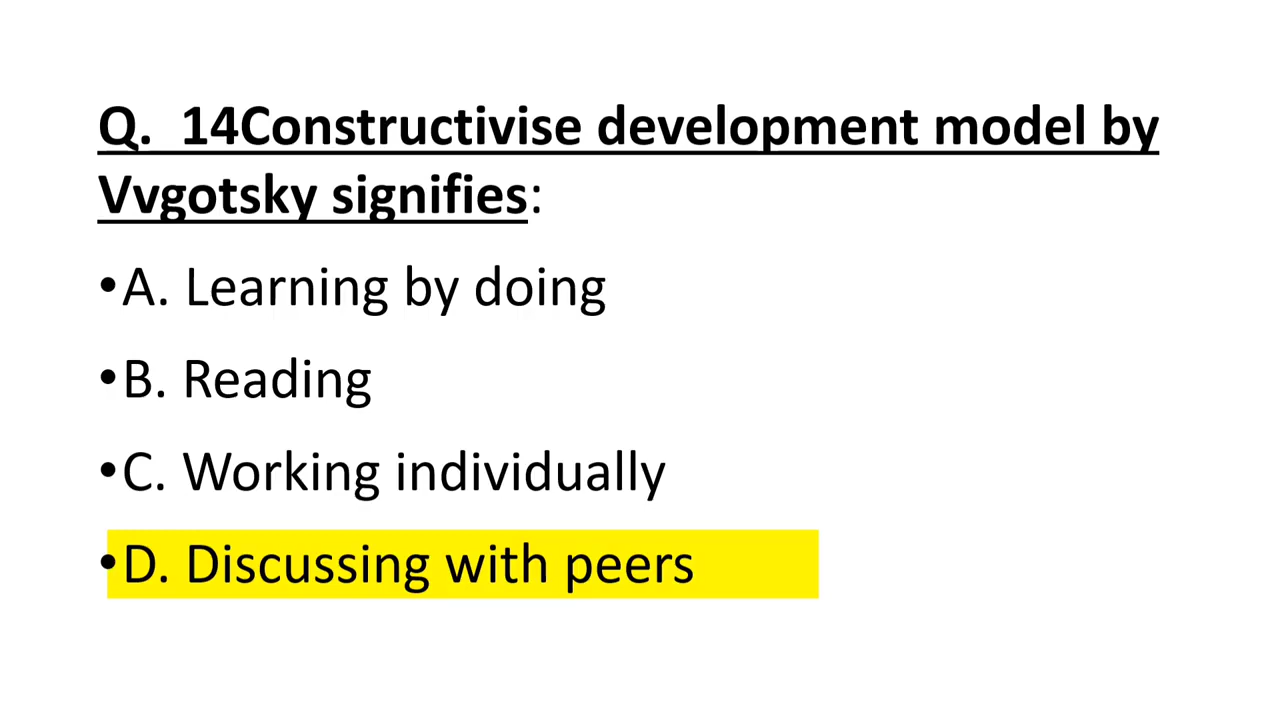 Q. 14Constructivise development model by
Vvgotsky signifies:
•A. Learning by doing
•B. Reading
•C. Working individually
•D. Discussing with peers